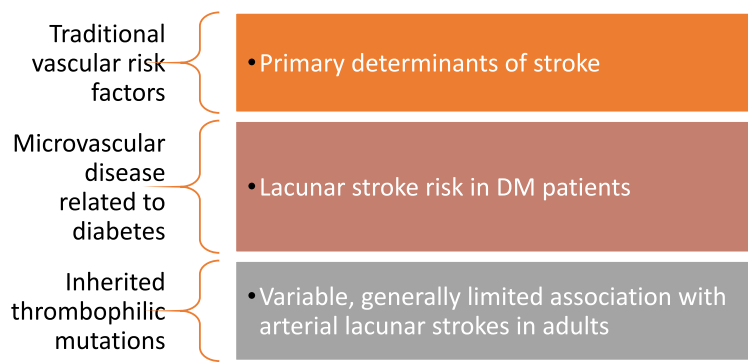 Traditional
vascular risk
factors
• Primary determinants of stroke
Microvascular
disease
related to
diabetes
• Lacunar stroke risk in DM patients
Inherited
thrombophilic
mutations
• Variable, generally limited association with
arterial lacunar strokes in adults